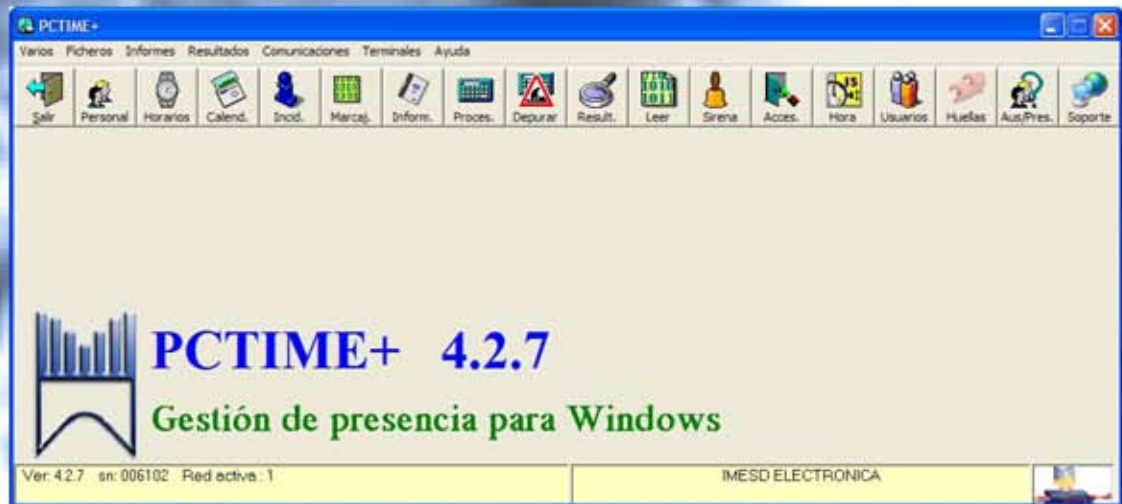 PCTIME+
Varios Ficheros Informes Resultados Comunicaciones Terminales Ayuda
Salir Personal Horarios Calend. Incid. Marcaj. Inform. Proces. Depurar Result. Leer Sirena Acces. Hora Usuarios Huellas Aus/Pres. Soporte
PCTIME+ 4.2.7
Gestión de presencia para Windows
Ver: 4.2.7 sn: 006102 Red activa : 1 IMESD ELECTRONICA